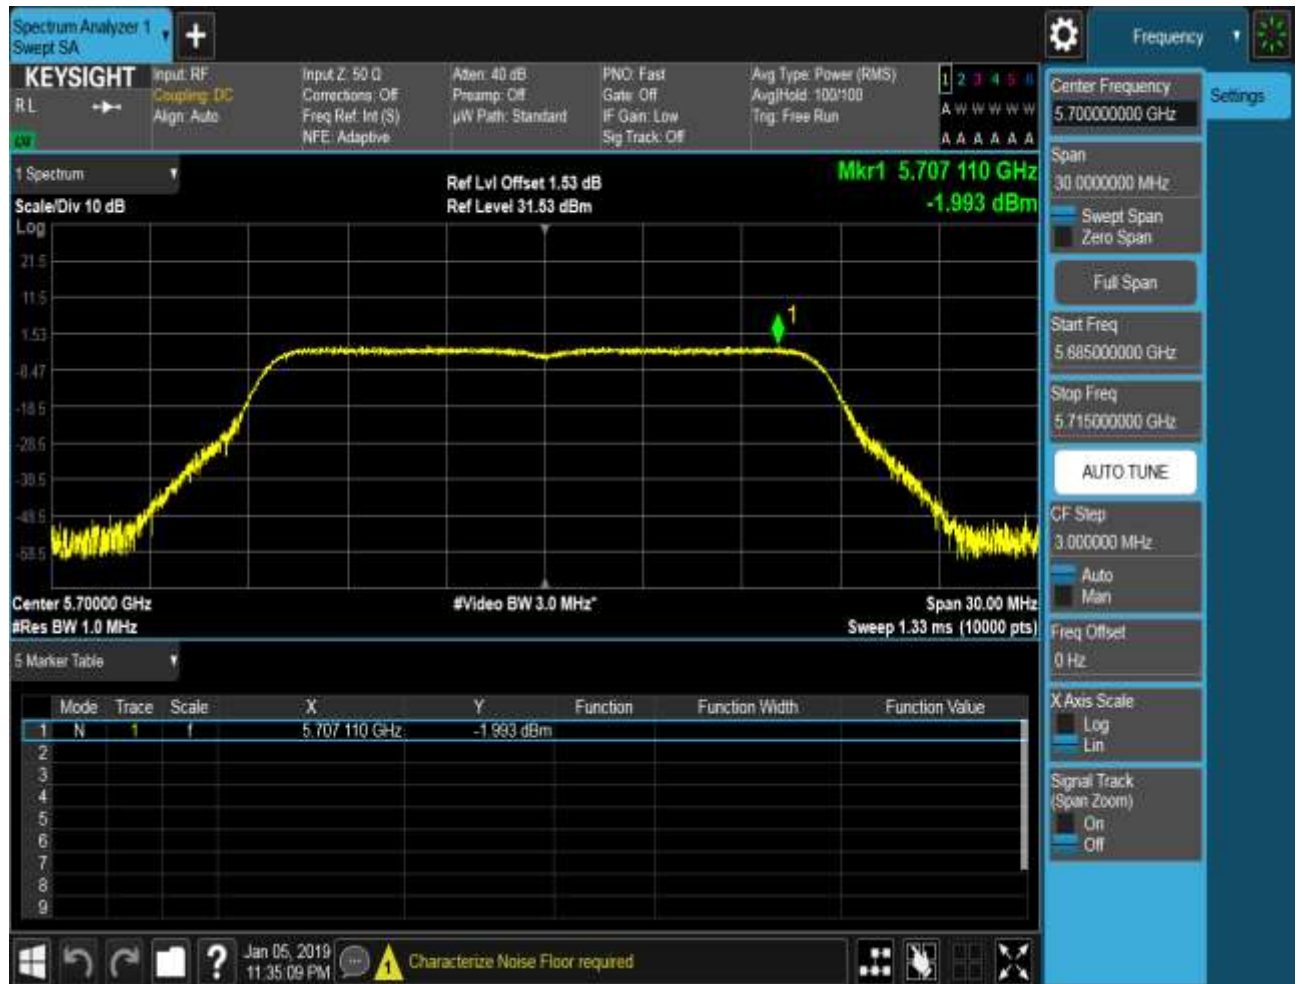 Spectrum Analyzer 1
Swept SA
+
Frequency
KEYSIGHT
RL
Input: RF
Coupling: DC
Align: Auto
Input Z: 50 Ω
Corrections: Off
Freq Ref: Int (S)
NFE: Adaptive
Atten: 40 dB
Preamp: Off
µW Path: Standard
PNO: Fast
Gate: Off
IF Gain: Low
Sig Track: Off
Avg Type: Power (RMS)
Avg|Hold: 100/100
Trig: Free Run
1 2 3 4 5 6
A W W W W W
A A A A A A
Center Frequency
5.700000000 GHz
Settings
Span
30.0000000 MHz
Swept Span
Zero Span
Full Span
Start Freq
5.685000000 GHz
Stop Freq
5.715000000 GHz
AUTO TUNE
CF Step
3.000000 MHz
Auto
Man
Freq Offset
0 Hz
X Axis Scale
Log
Lin
Signal Track
(Span Zoom)
On
Off
1 Spectrum
Scale/Div 10 dB
Log
Ref Lvl Offset 1.53 dB
Ref Level 31.53 dBm
Mkr1 5.707 110 GHz
-1.993 dBm
21.5
11.5
1.53
-8.47
-18.5
-28.5
-38.5
-48.5
-58.5
1
Center 5.70000 GHz
#Res BW 1.0 MHz
#Video BW 3.0 MHz*
Span 30.00 MHz
Sweep 1.33 ms (10000 pts)
5 Marker Table
Mode Trace Scale X Y Function Function Width Function Value
1 N 1 f 5.707 110 GHz -1.993 dBm
2
3
4
5
6
7
8
9
?
Jan 05, 2019
11:35:09 PM
1
Characterize Noise Floor required